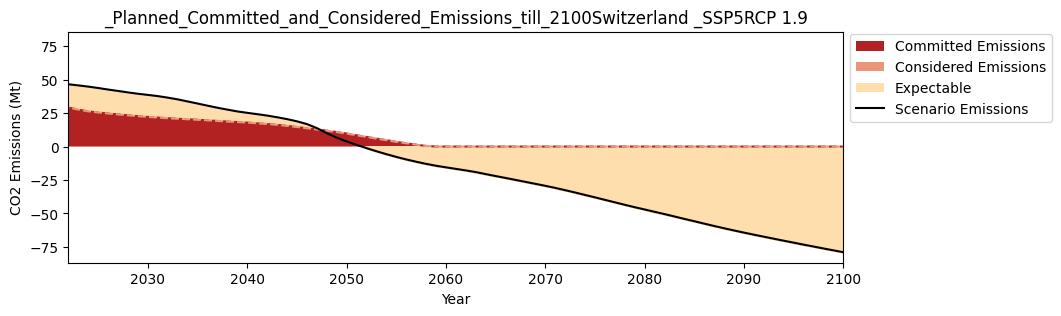 _Planned_Committed_and_Considered_Emissions_till_2100Switzerland _SSP5RCP 1.9
Committed Emissions
Considered Emissions
Expectable
Scenario Emissions
CO2 Emissions (Mt)
75
50
25
0
−25
−50
−75
2030 2040 2050 2060 2070 2080 2090 2100
Year